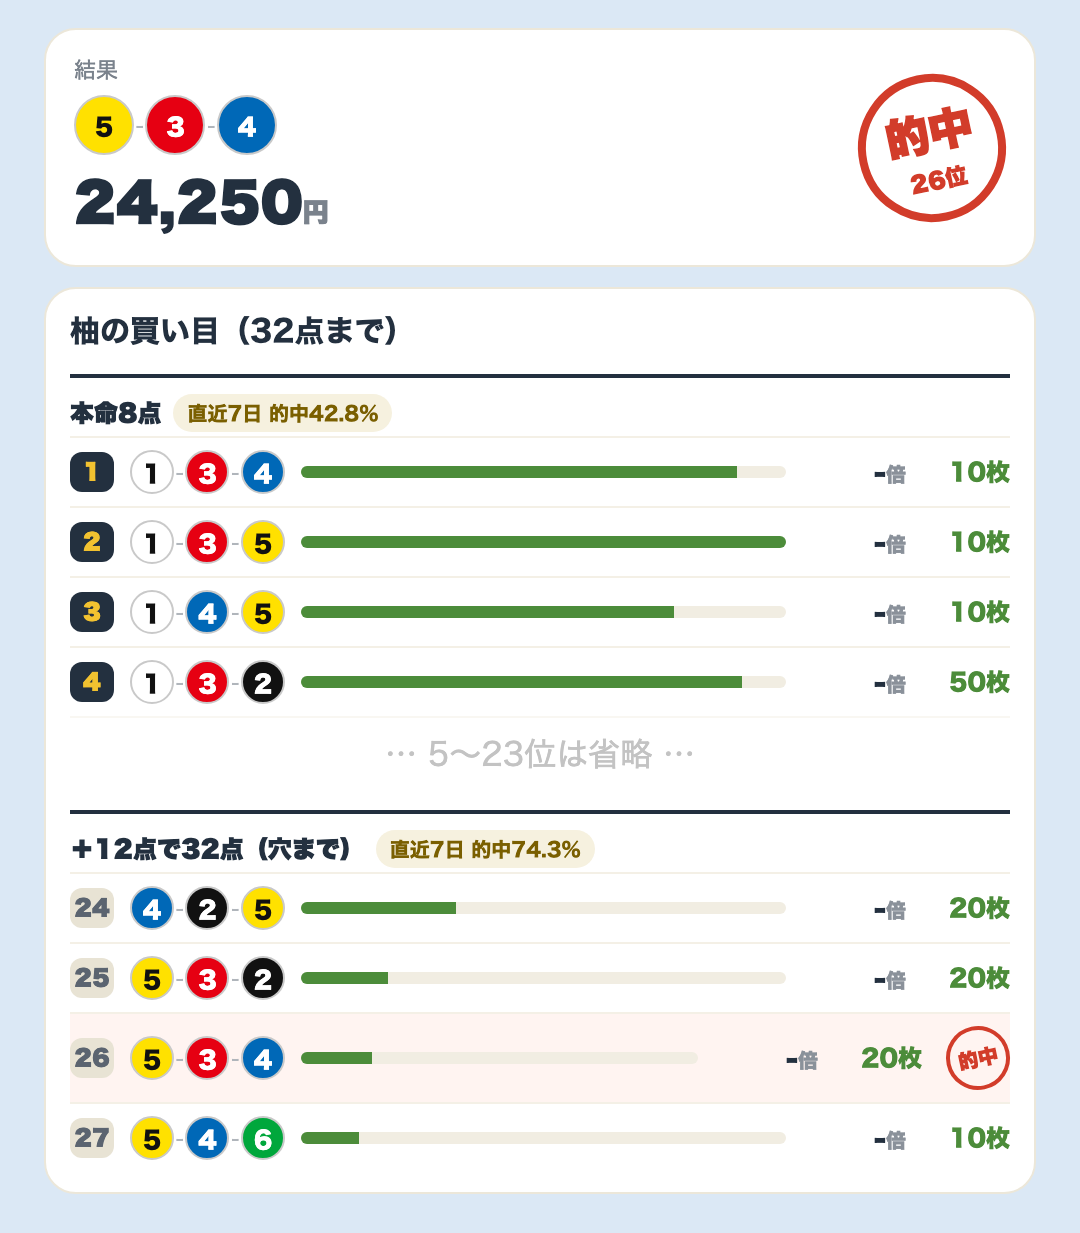 結果
5-3-4
24,250円
的中
26位
柚の買い目（32点まで）
本命8点 直近7日 的中42.8%
1 1-3-4 -倍 10枚
2 1-3-5 -倍 10枚
3 1-4-5 -倍 10枚
4 1-3-2 -倍 50枚
… 5〜23位は省略 …
+12点で32点（穴まで） 直近7日 的中74.3%
24 4-2-5 -倍 20枚
25 5-3-2 -倍 20枚
26 5-3-4 -倍 20枚 的中
27 5-4-6 -倍 10枚